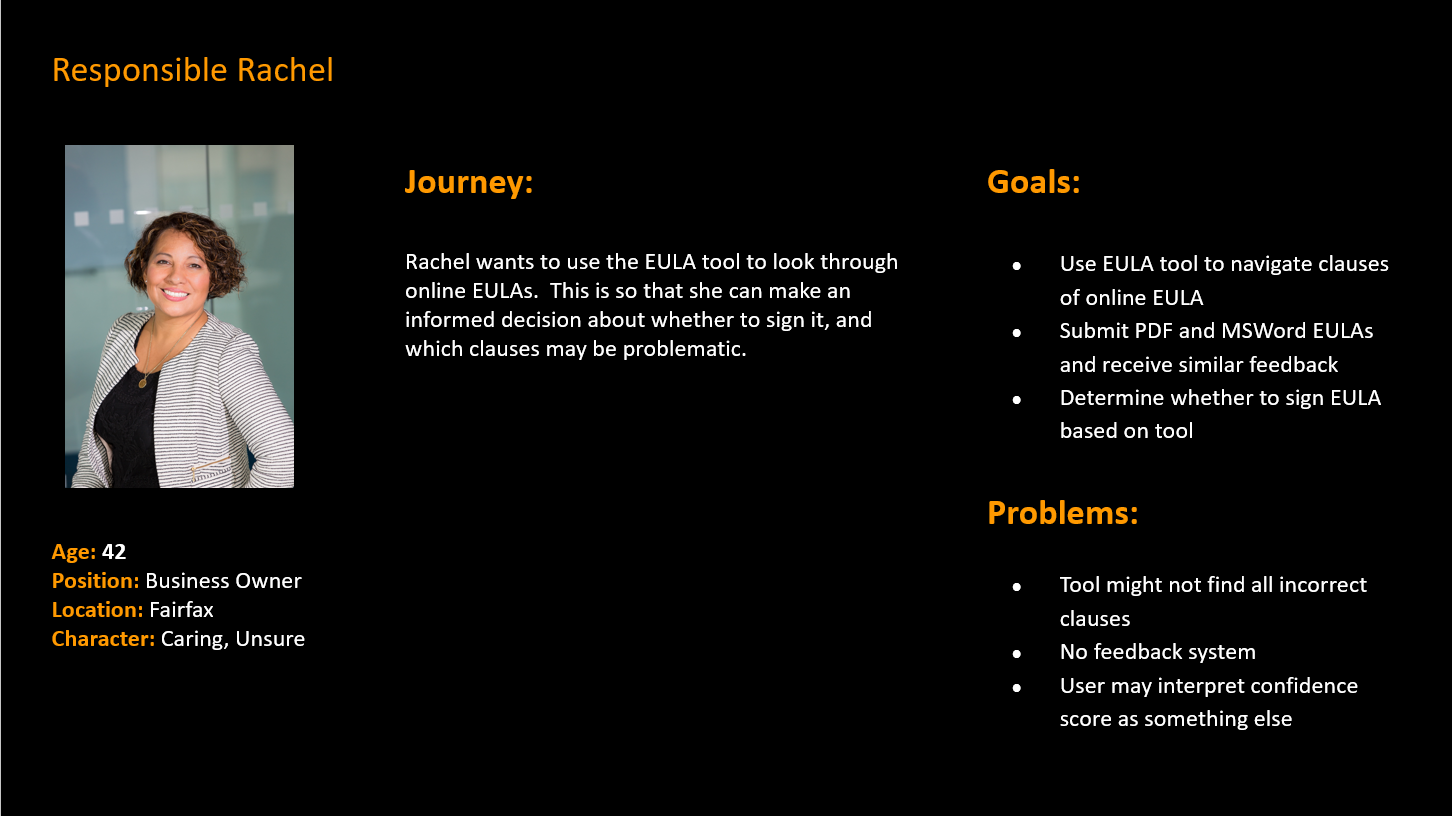 Responsible Rachel
Journey:
Rachel wants to use the EULA tool to look through
online EULAs.  This is so that she can make an
informed decision about whether to sign it, and
which clauses may be problematic.
Goals:
● Use EULA tool to navigate clauses
of online EULA
● Submit PDF and MSWord EULAs
and receive similar feedback
● Determine whether to sign EULA
based on tool
Problems:
● Tool might not find all incorrect
clauses
● No feedback system
● User may interpret confidence
score as something else
Age: 42
Position: Business Owner
Location: Fairfax
Character: Caring, Unsure